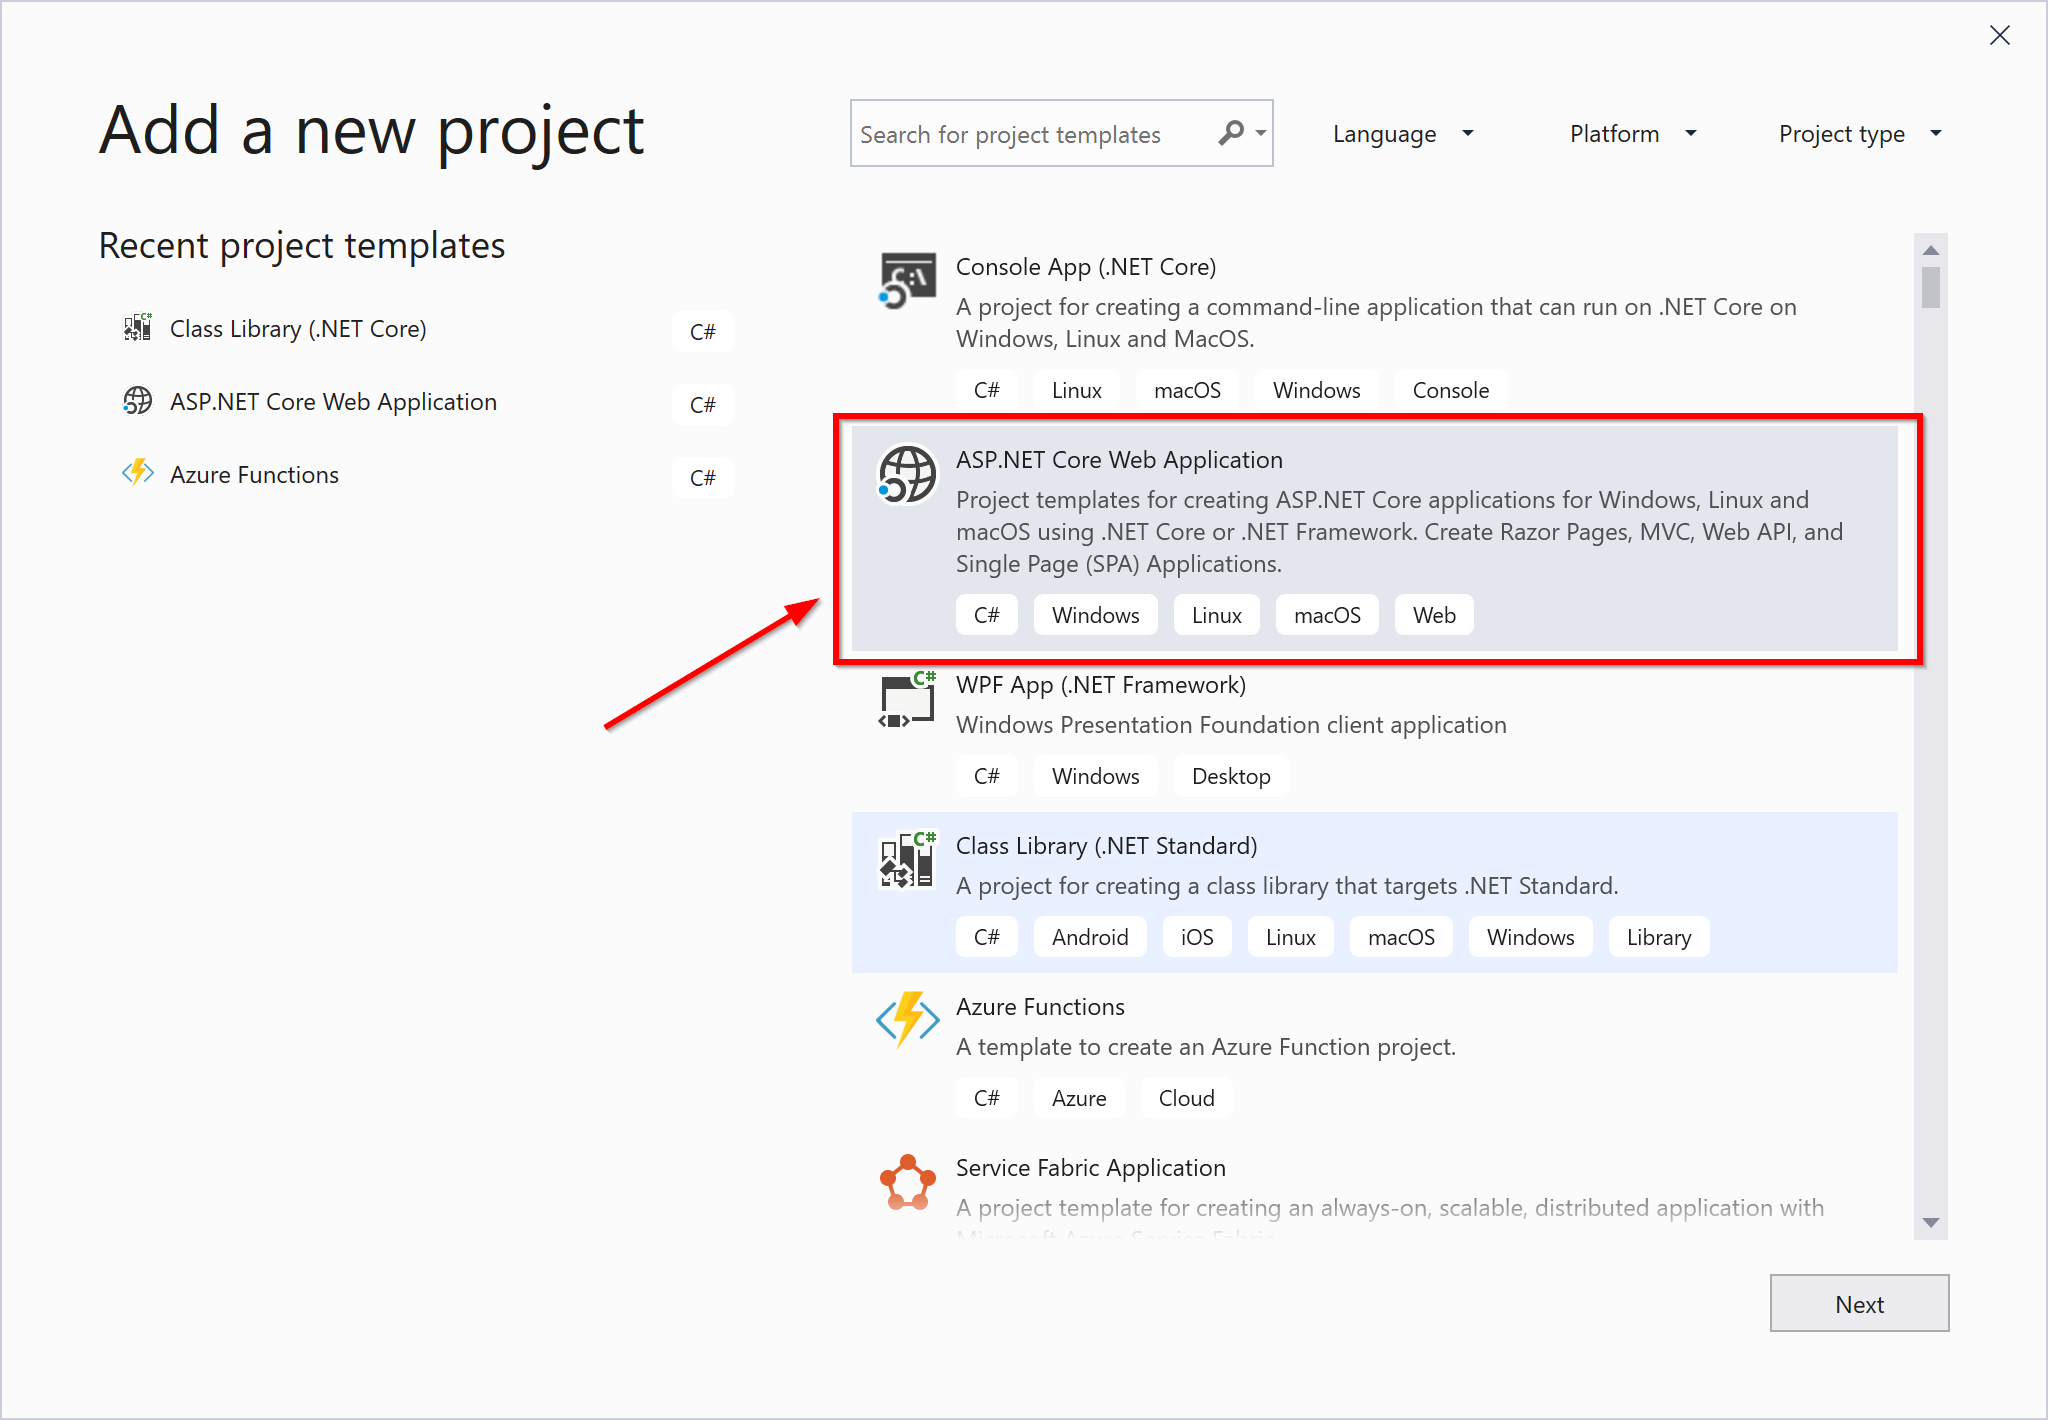 Add a new project
Search for project templates
Language
Platform
Project type
Recent project templates
Class Library (.NET Core)
C#
ASP.NET Core Web Application
C#
Azure Functions
C#
Console App (.NET Core)
A project for creating a command-line application that can run on .NET Core on
Windows, Linux and MacOS.
C# Linux macOS Windows Console
ASP.NET Core Web Application
Project templates for creating ASP.NET Core applications for Windows, Linux and
macOS using .NET Core or .NET Framework. Create Razor Pages, MVC, Web API, and
Single Page (SPA) Applications.
C# Windows Linux macOS Web
WPF App (.NET Framework)
Windows Presentation Foundation client application
C# Windows Desktop
Class Library (.NET Standard)
A project for creating a class library that targets .NET Standard.
C# Android iOS Linux macOS Windows Library
Azure Functions
A template to create an Azure Function project.
C# Azure Cloud
Service Fabric Application
A project template for creating an always-on, scalable, distributed application with
Microsoft Azure Service Fabric
Next